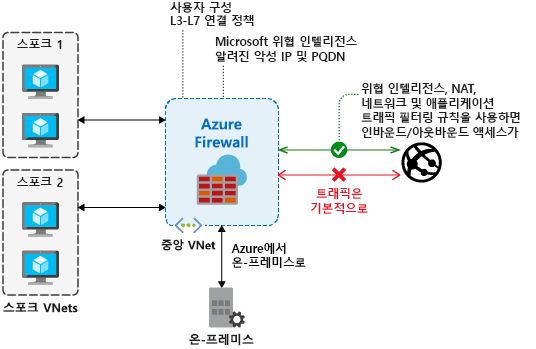 사용자 구성
L3-L7 연결 정책
스포크 1
Microsoft 위협 인텔리전스
알려진 악성 IP 및 PQDN
위협 인텔리전스, NAT,
네트워크 및 애플리케이션
트래픽 필터링 규칙을 사용하면
인바운드/아웃바운드 액세스가
Azure
Firewall
스포크 2
트래픽은
기본적으로
중앙 VNet
Azure에서
온-프레미스로
스포크 VNets
온-프레미스